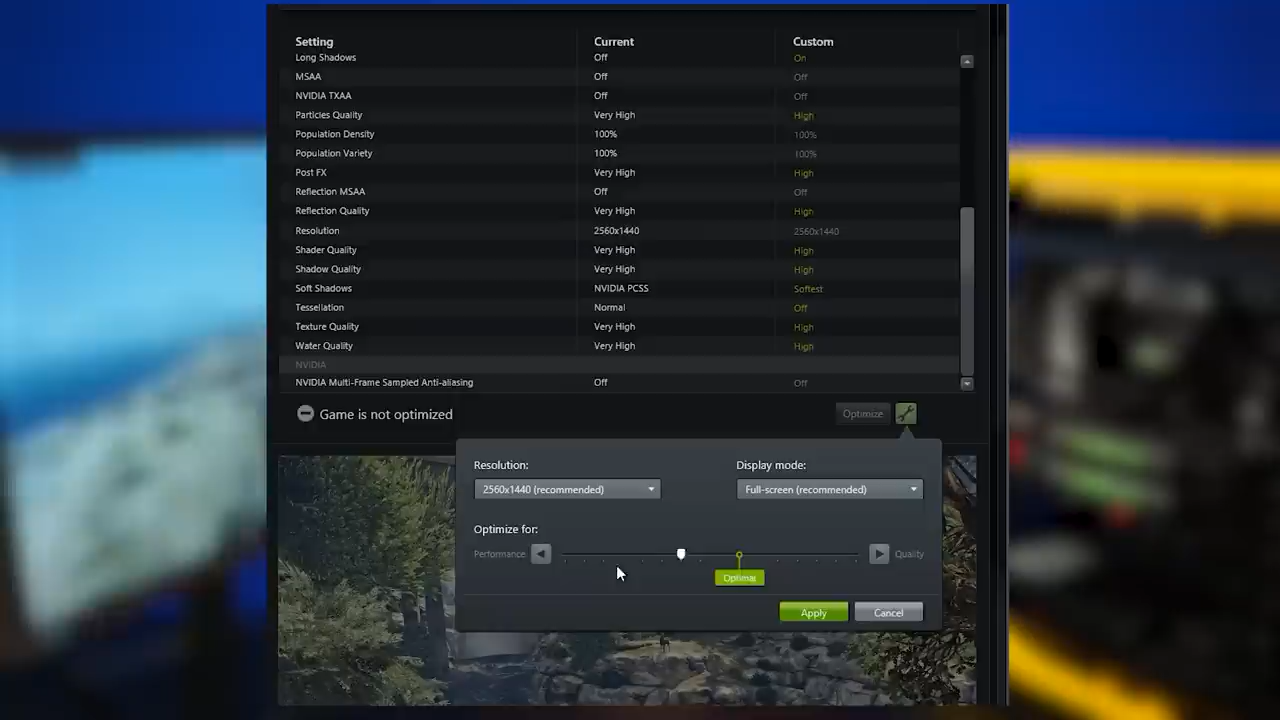 Setting Current Custom
Long Shadows Off On
MSAA Off Off
NVIDIA TXAA Off Off
Particles Quality Very High High
Population Density 100% 100%
Population Variety 100% 100%
Post FX Very High High
Reflection MSAA Off Off
Reflection Quality Very High High
Resolution 2560x1440 2560x1440
Shader Quality Very High High
Shadow Quality Very High High
Soft Shadows NVIDIA PCSS Softest
Tessellation Normal Off
Texture Quality Very High High
Water Quality Very High High
NVIDIA
NVIDIA Multi-Frame Sampled Anti-aliasing Off Off
Game is not optimized Optimize
Resolution: Display mode:
2560x1440 (recommended) Full-screen (recommended)
Optimize for:
Performance Quality
Optimal
Apply Cancel